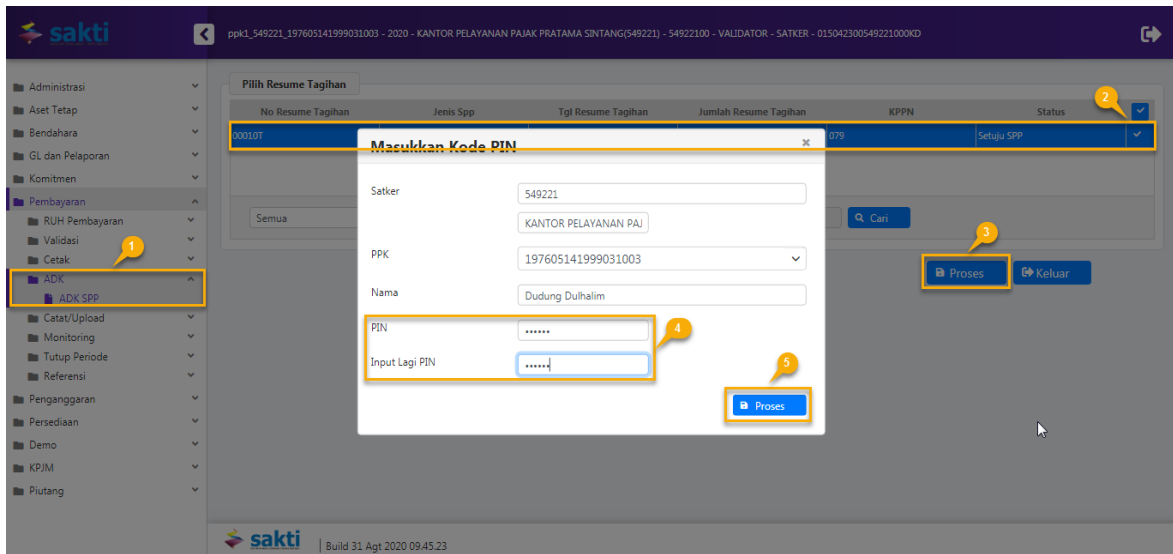 sakti
ppk1_549221_197605141999031003 - 2020 - KANTOR PELAYANAN PAJAK PRATAMA SINTANG(549221) - 54922100 - VALIDATOR - SATKER - 015042300549221000KD
Administrasi
Aset Tetap
Bendahara
GL dan Pelaporan
Komitmen
Pembayaran
RUH Pembayaran
Validasi
1
Cetak
ADK
ADK SPP
Catat/Upload
Monitoring
Tutup Periode
Referensi
Penganggaran
Persediaan
Demo
KPJM
Piutang
Pilih Resume Tagihan
2
No Resume Tagihan Jenis Spp Tgl Resume Tagihan Jumlah Resume Tagihan KPPN Status
00010T 079 Setuju SPP
Semua Cari
3
Proses Keluar
Masukkan Kode PIN ×
Satker 549221
KANTOR PELAYANAN PAJ
PPK 197605141999031003
Nama Dudung Dulhalim
PIN ••••••
4
Input Lagi PIN ••••••
5
Proses
sakti | Build 31 Agt 2020 09.45.23